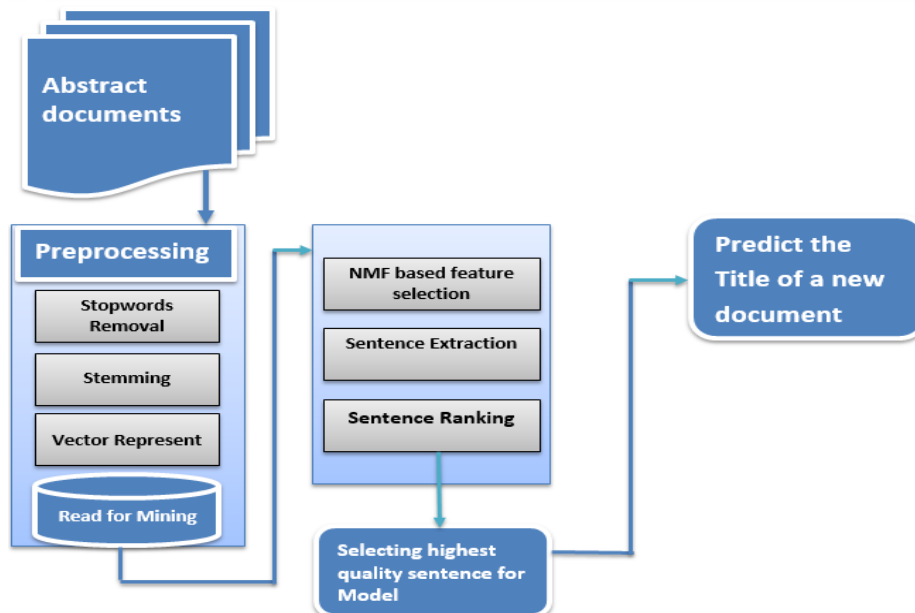 Abstract
documents
Preprocessing
Stopwords
Removal
Stemming
Vector Represent
Read for Mining
NMF based feature
selection
Sentence Extraction
Sentence Ranking
Selecting highest
quality sentence for
Model
Predict the
Title of a new
document